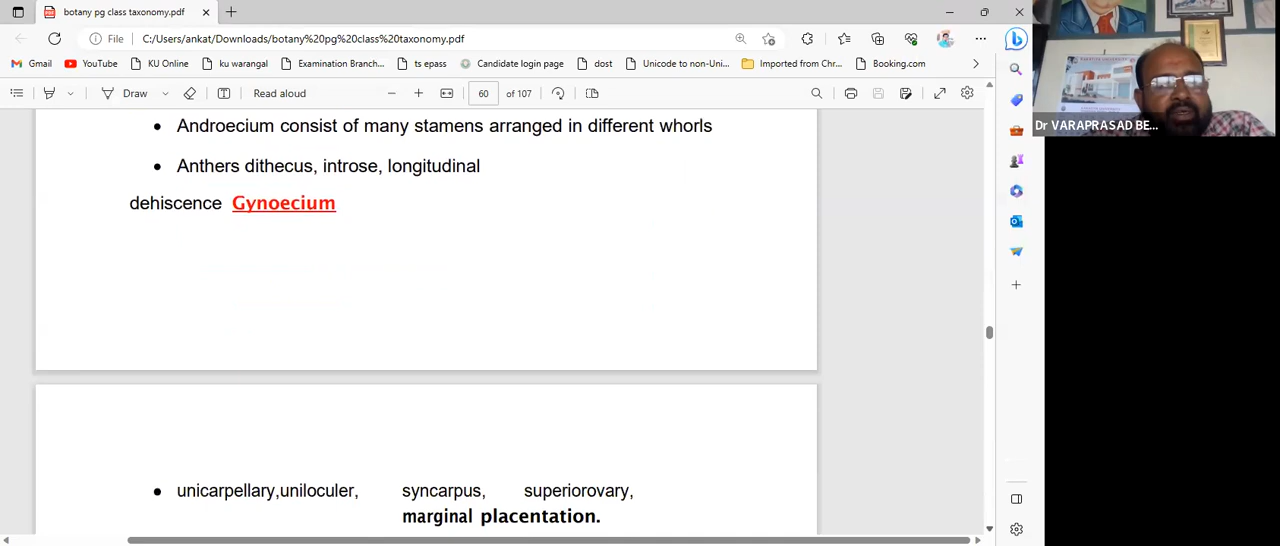 botany pg class taxonomy.pdf
File
C:/Users/ankat/Downloads/botany%20pg%20class%20taxonomy.pdf
Gmail
YouTube
KU Online
ku warangal
Examination Branch...
ts epass
Candidate login page
dost
Unicode to non-Uni...
Imported from Chr...
Booking.com
Draw
Read aloud
60
of 107
Dr VARAPRASAD BE...
• Androecium consist of many stamens arranged in different whorls
• Anthers dithecus, introse, longitudinal
dehiscence Gynoecium
• unicarpellary,uniloculer, syncarpus, superiorovary,
marginal placentation.